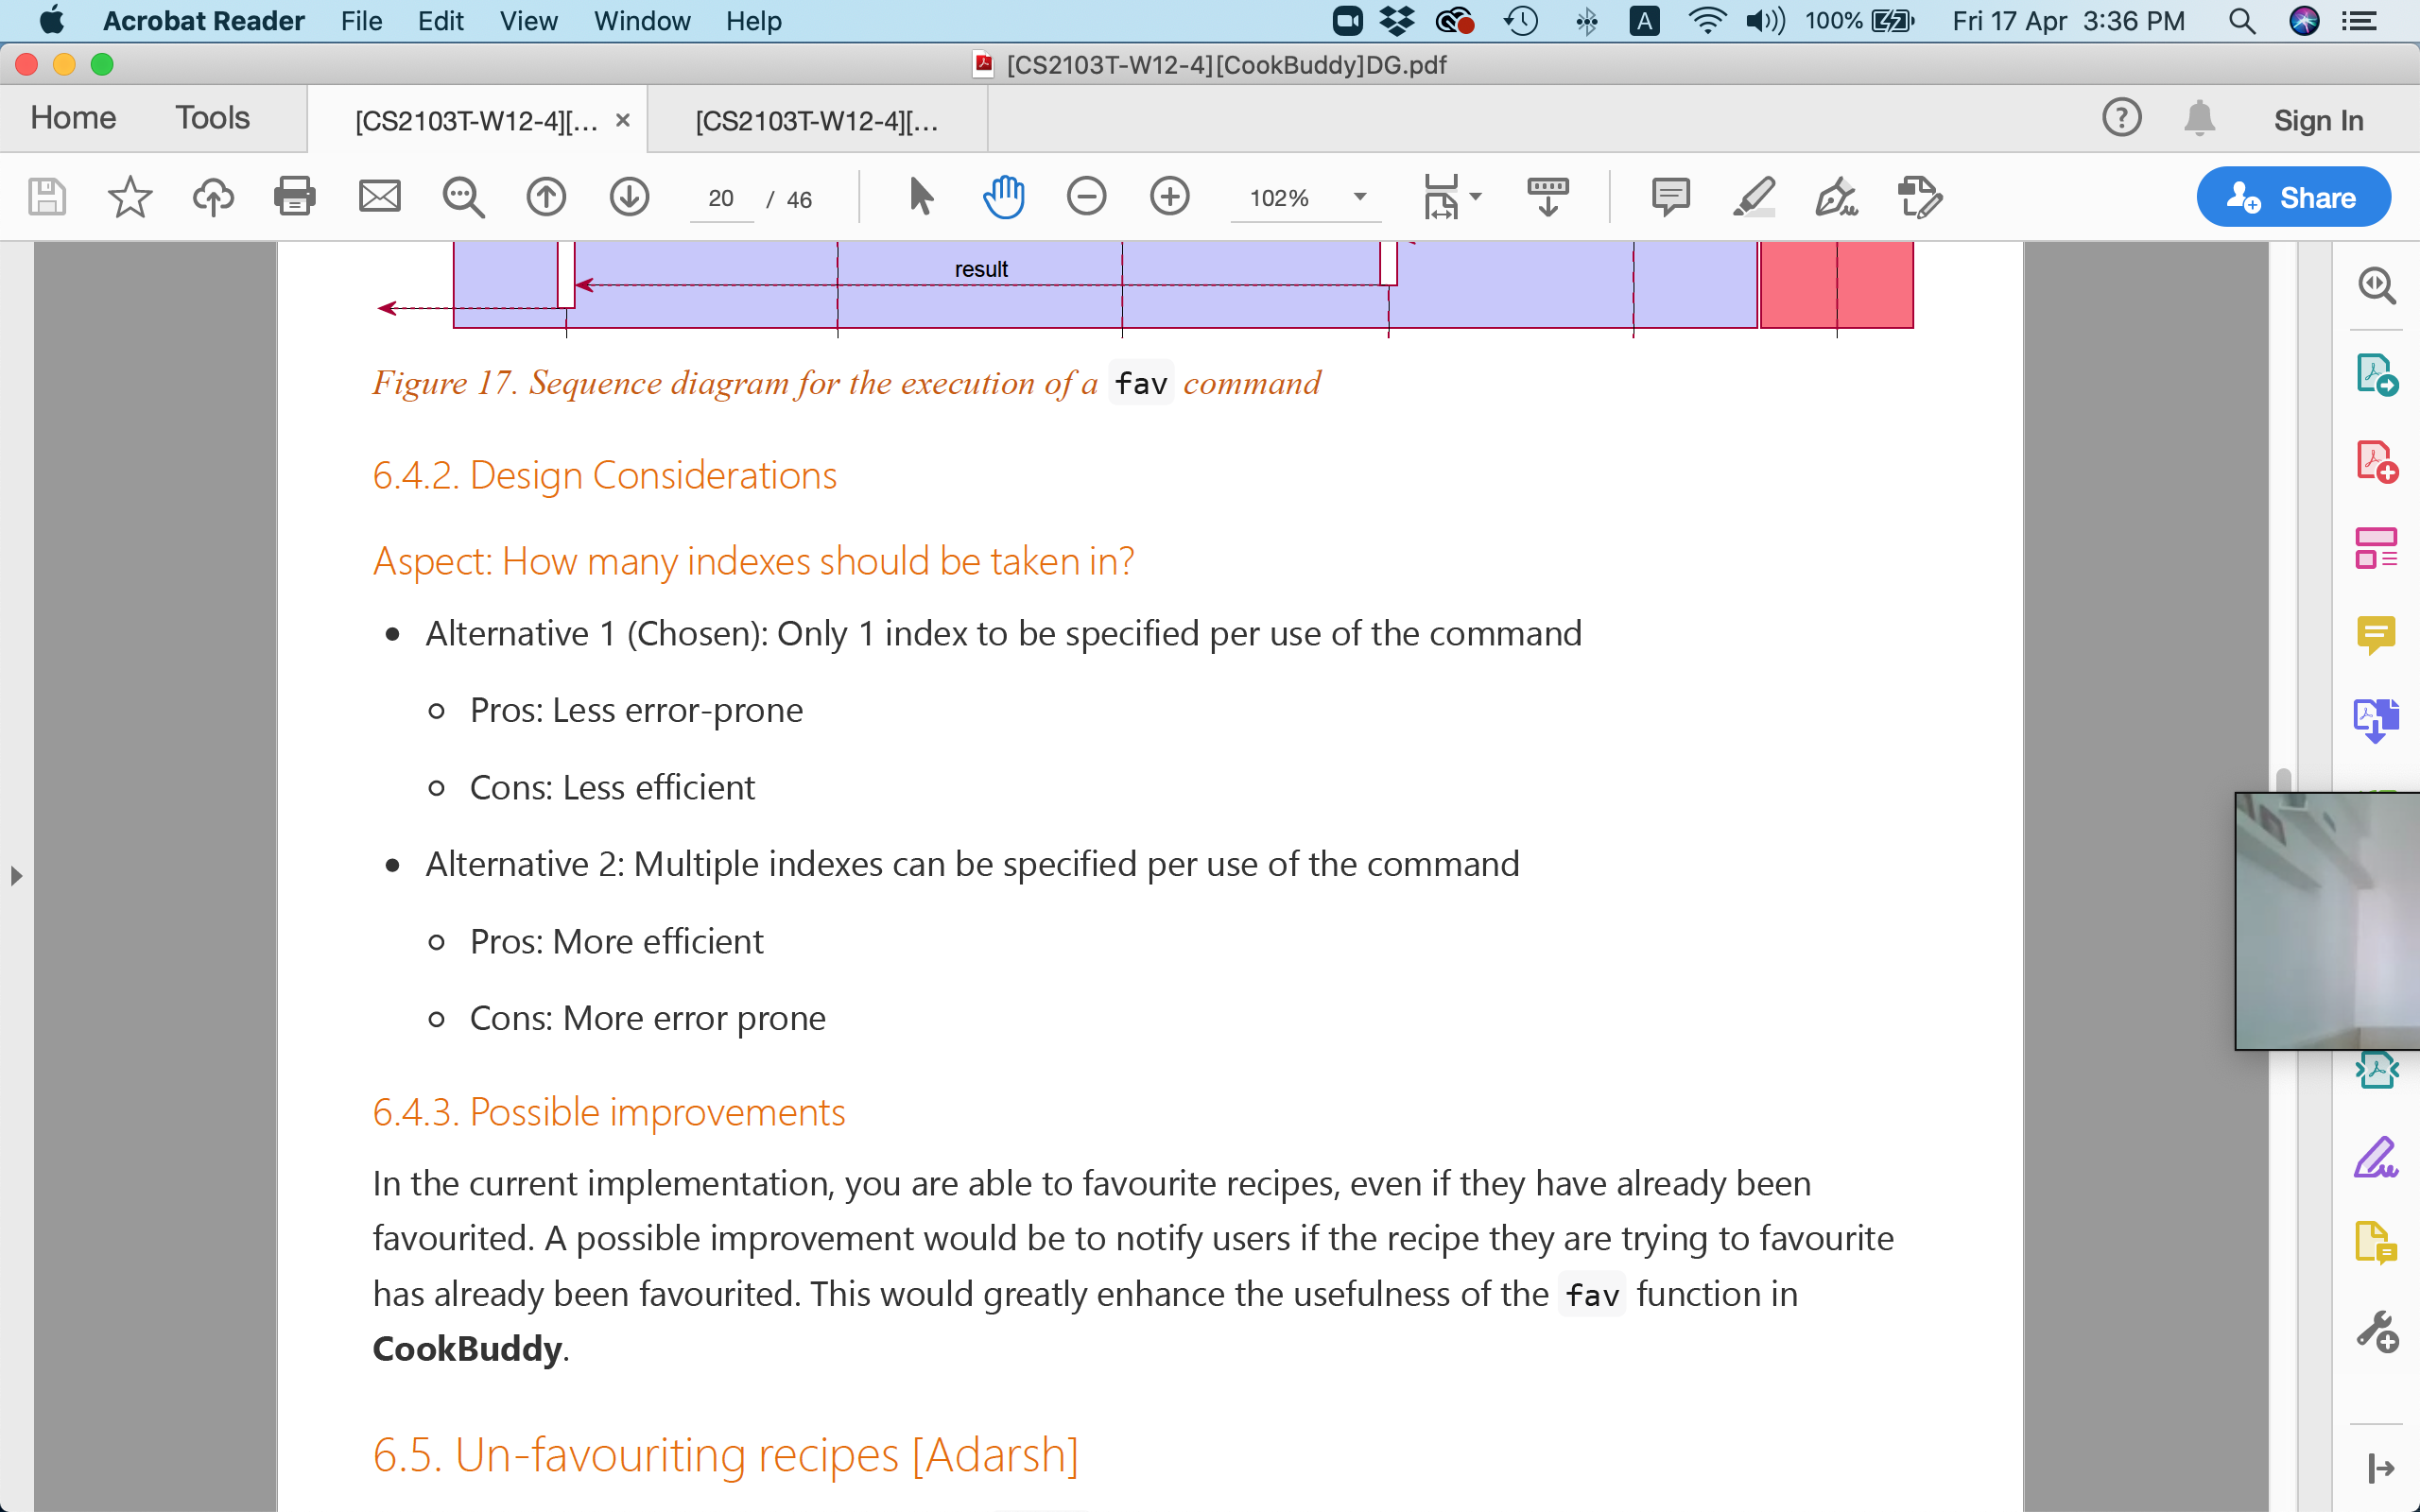 Acrobat Reader File Edit View Window Help A 100% Fri 17 Apr 3:36 PM
[CS2103T-W12-4][CookBuddy]DG.pdf
Home Tools [CS2103T-W12-4][... × [CS2103T-W12-4][... ? Sign In
20 / 46 102% Share
result
Figure 17. Sequence diagram for the execution of a fav command
6.4.2. Design Considerations
Aspect: How many indexes should be taken in?
• Alternative 1 (Chosen): Only 1 index to be specified per use of the command
◦ Pros: Less error-prone
◦ Cons: Less efficient
• Alternative 2: Multiple indexes can be specified per use of the command
◦ Pros: More efficient
◦ Cons: More error prone
6.4.3. Possible improvements
In the current implementation, you are able to favourite recipes, even if they have already been
favourited. A possible improvement would be to notify users if the recipe they are trying to favourite
has already been favourited. This would greatly enhance the usefulness of the fav function in
CookBuddy.
6.5. Un-favouriting recipes [Adarsh]